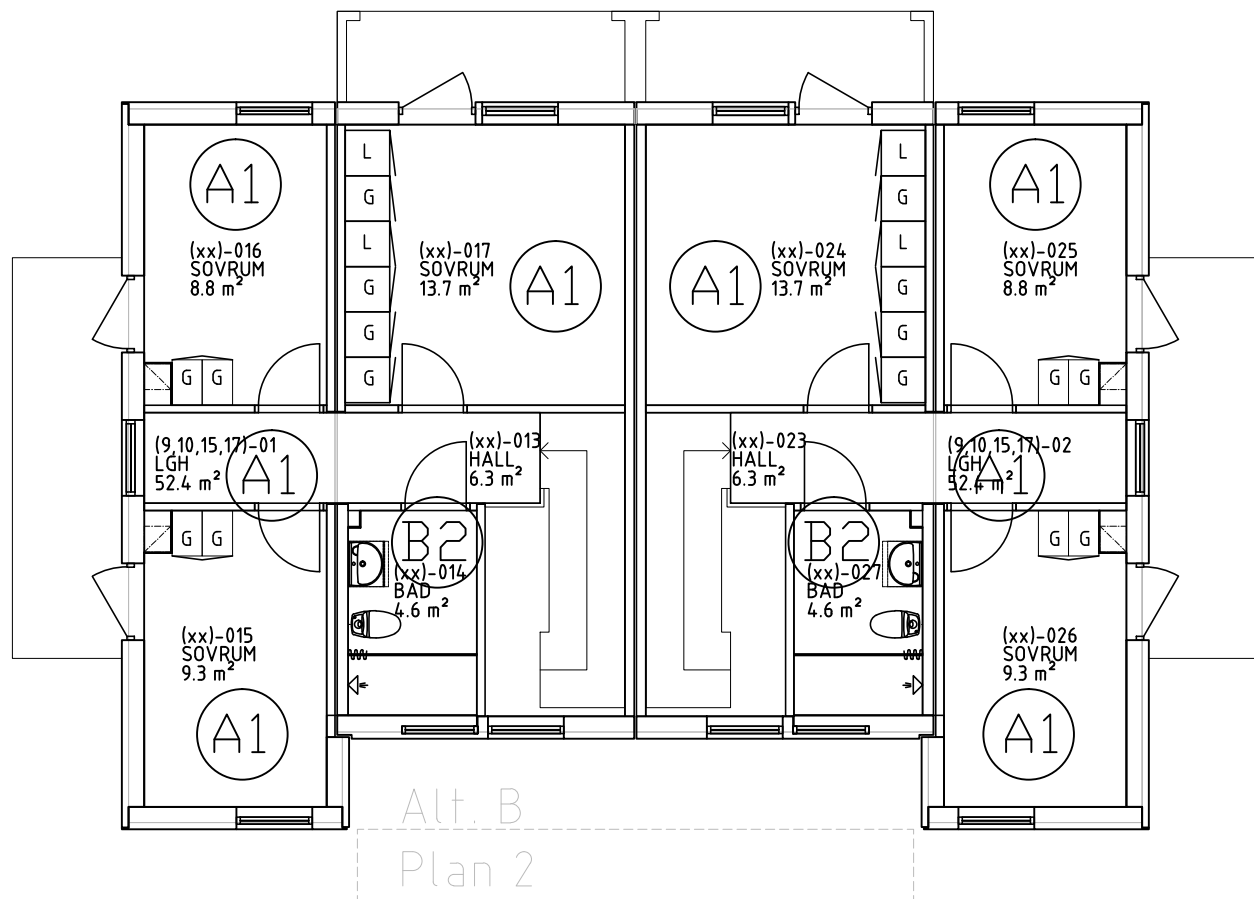 A1
(xx)-016
SOVRUM
8.8 m²
G G
L
G
L
G
G
G
(xx)-017
SOVRUM
13.7 m²
A1
A1
(xx)-024
SOVRUM
13.7 m²
L
G
L
G
G
G
A1
(xx)-025
SOVRUM
8.8 m²
G G
(9,10,15,17)-01
LGH
52.4 m²
A1
(xx)-013
HALL
6.3 m²
(xx)-023
HALL
6.3 m²
(9,10,15,17)-02
LGH
52.4 m²
A1
G G
B2
(xx)-014
BAD
4.6 m²
B2
(xx)-027
BAD
4.6 m²
G G
(xx)-015
SOVRUM
9.3 m²
A1
(xx)-026
SOVRUM
9.3 m²
A1
Alt. B
Plan 2